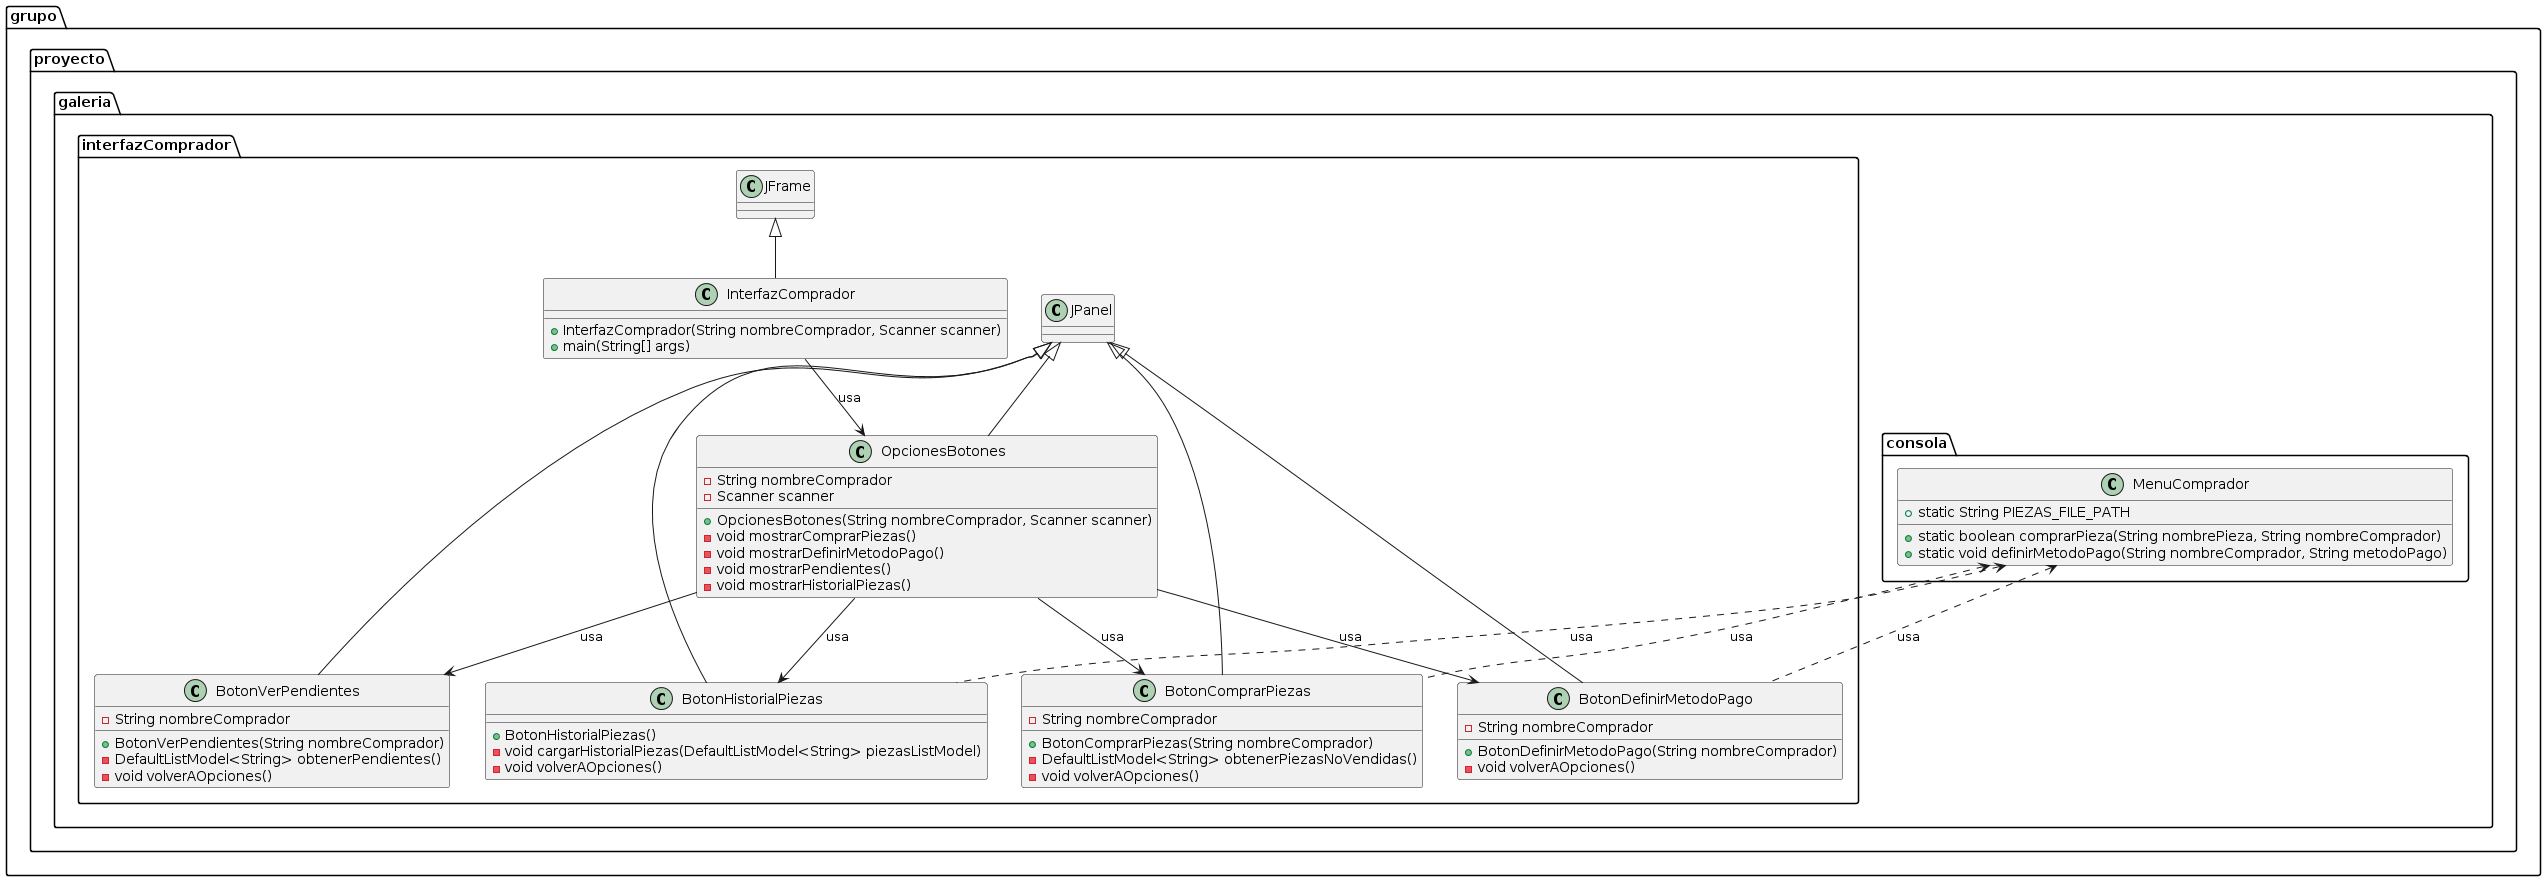 grupo
proyecto
galeria
interfazComprador
JFrame
InterfazComprador
InterfazComprador(String nombreComprador, Scanner scanner)
main(String[] args)
JPanel
usa
OpcionesBotones
String nombreComprador
Scanner scanner
OpcionesBotones(String nombreComprador, Scanner scanner)
void mostrarComprarPiezas()
void mostrarDefinirMetodoPago()
void mostrarPendientes()
void mostrarHistorialPiezas()
consola
MenuComprador
static String PIEZAS_FILE_PATH
static boolean comprarPieza(String nombrePieza, String nombreComprador)
static void definirMetodoPago(String nombreComprador, String metodoPago)
usa
usa
usa
usa
usa
usa
usa
BotonVerPendientes
String nombreComprador
BotonVerPendientes(String nombreComprador)
DefaultListModel<String> obtenerPendientes()
void volverAOpciones()
BotonHistorialPiezas
BotonHistorialPiezas()
void cargarHistorialPiezas(DefaultListModel<String> piezasListModel)
void volverAOpciones()
BotonComprarPiezas
String nombreComprador
BotonComprarPiezas(String nombreComprador)
DefaultListModel<String> obtenerPiezasNoVendidas()
void volverAOpciones()
BotonDefinirMetodoPago
String nombreComprador
BotonDefinirMetodoPago(String nombreComprador)
void volverAOpciones()